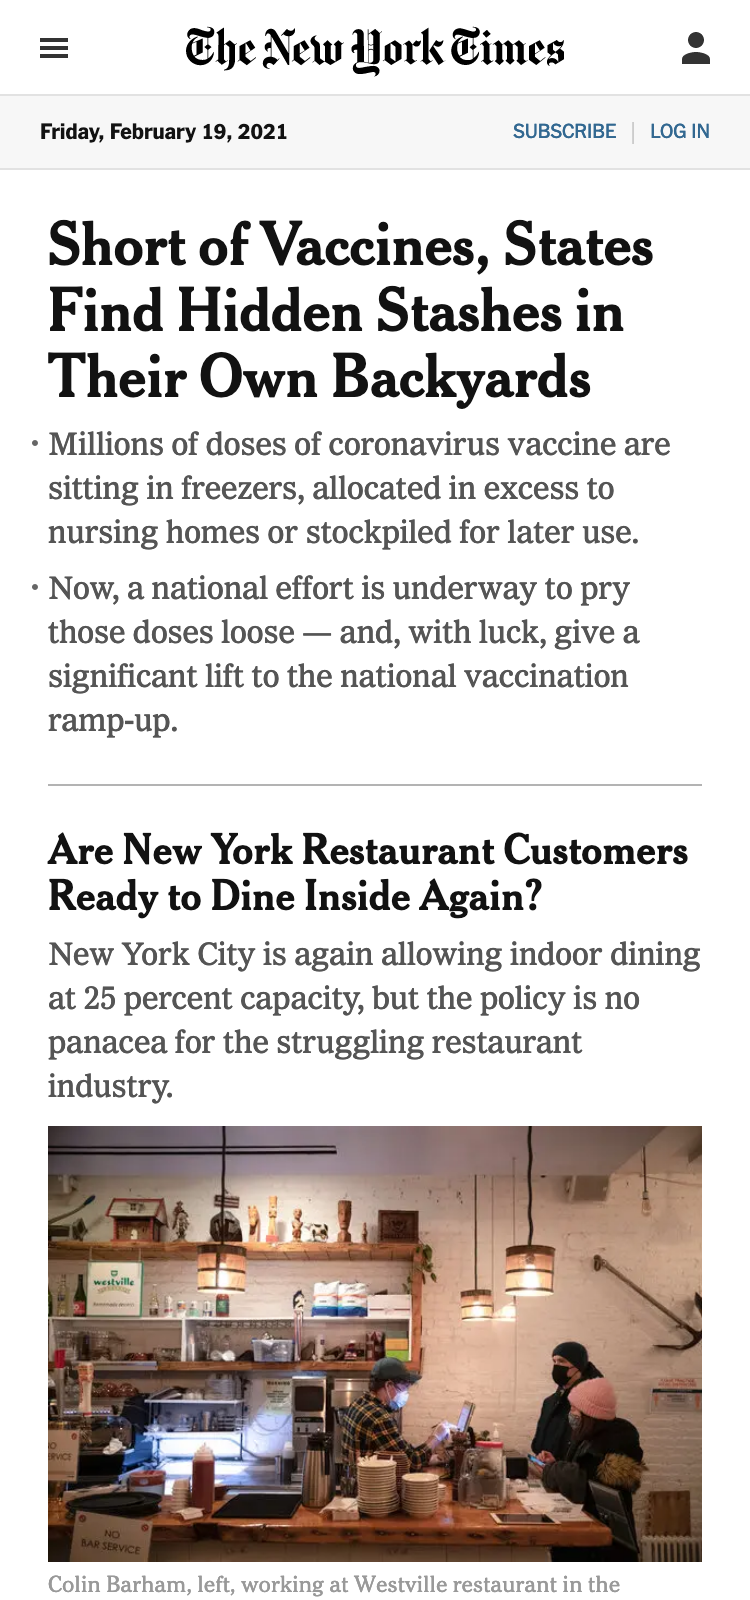 The New York Times
Friday, February 19, 2021
SUBSCRIBE | LOG IN
Short of Vaccines, States
Find Hidden Stashes in
Their Own Backyards
• Millions of doses of coronavirus vaccine are
sitting in freezers, allocated in excess to
nursing homes or stockpiled for later use.
• Now, a national effort is underway to pry
those doses loose — and, with luck, give a
significant lift to the national vaccination
ramp-up.
Are New York Restaurant Customers
Ready to Dine Inside Again?
New York City is again allowing indoor dining
at 25 percent capacity, but the policy is no
panacea for the struggling restaurant
industry.
westville
NO
BAR SERVICE
Colin Barham, left, working at Westville restaurant in the